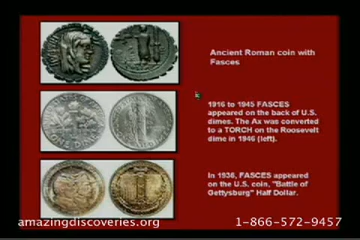 Ancient Roman coin with
Fasces
1916 to 1945 FASCES
appeared on the back of U.S.
dimes. The Ax was converted
to a TORCH on the Roosevelt
dime in 1946 (left).
ONE DIME
In 1936, FASCES appeared
on the U.S. coin, "Battle of
Gettysburg" Half Dollar.
amazingdiscoveries.org
1-866-572-9457